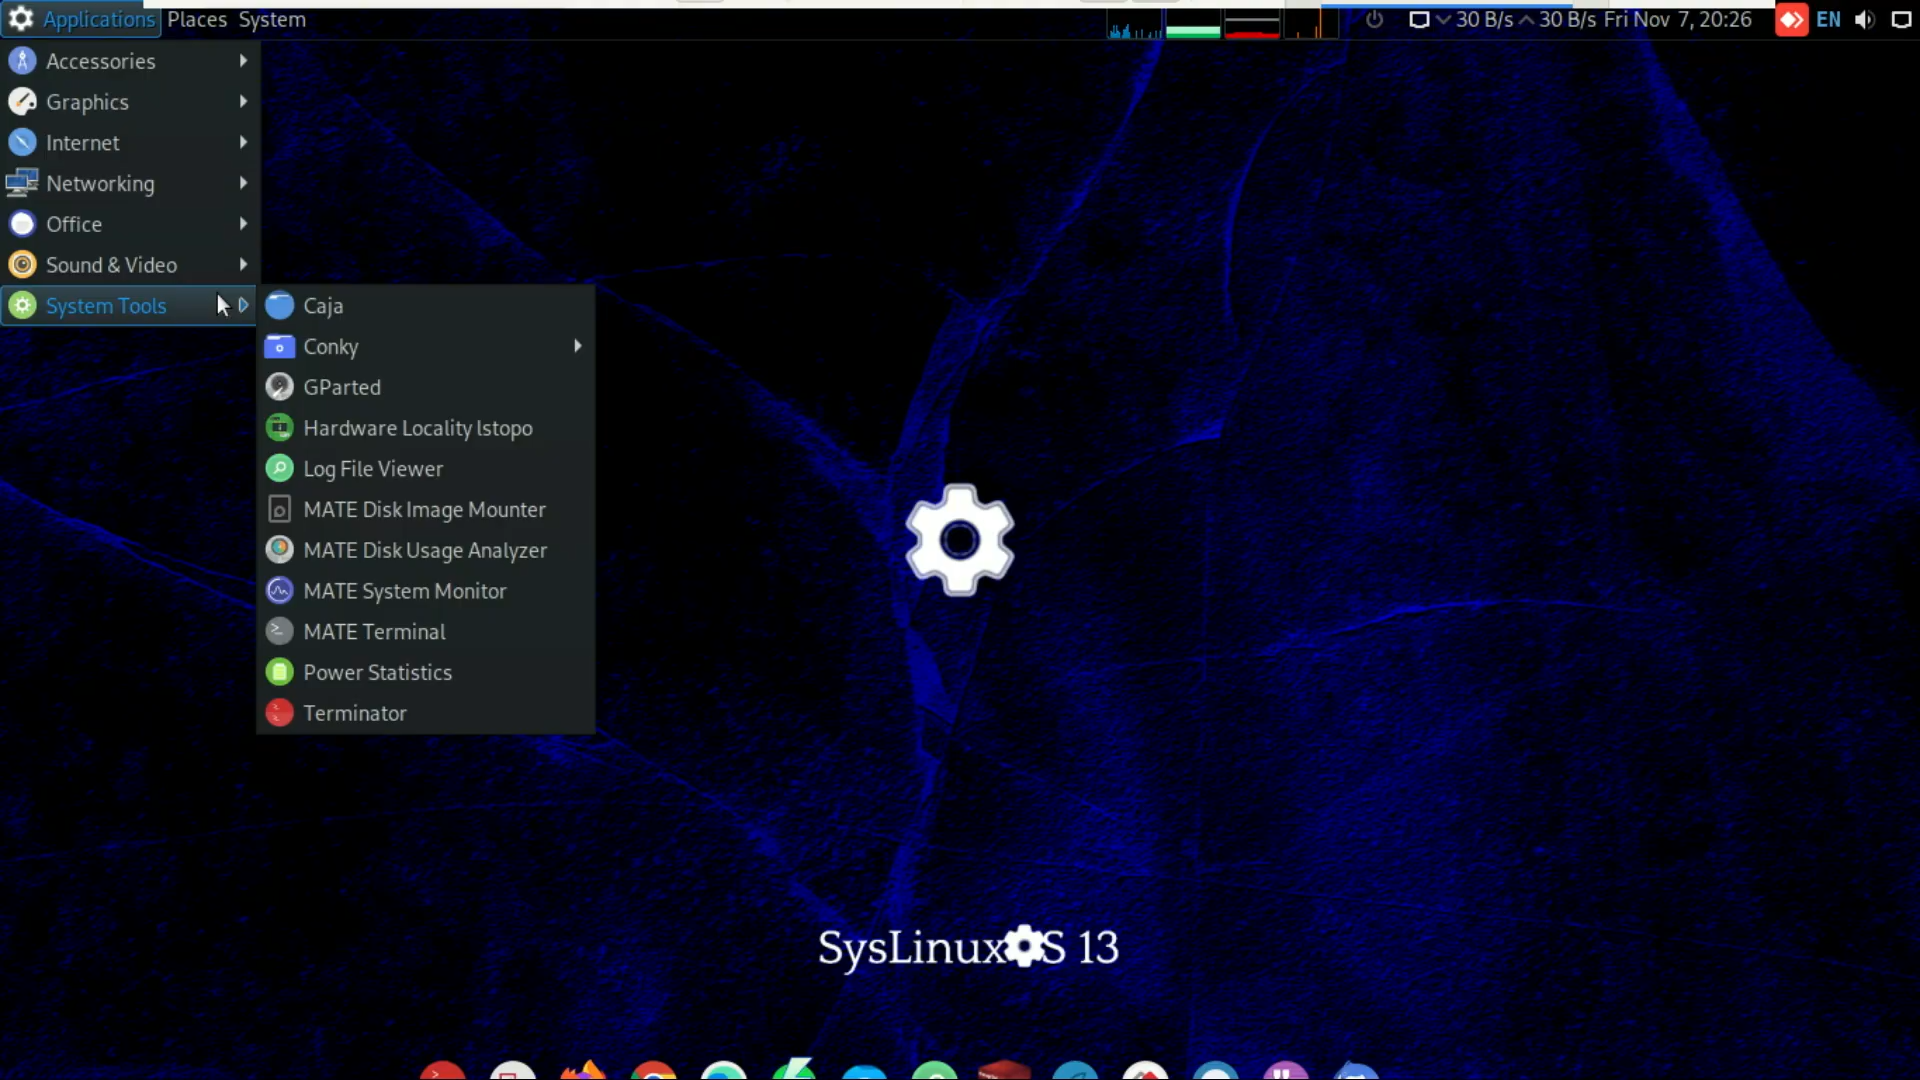 Applications Places System 30 B/s 30 B/s Fri Nov 7, 20:26 EN
Accessories
Graphics
Internet
Networking
Office
Sound & Video
System Tools
Caja
Conky
GParted
Hardware Locality lstopo
Log File Viewer
MATE Disk Image Mounter
MATE Disk Usage Analyzer
MATE System Monitor
MATE Terminal
Power Statistics
Terminator
SysLinuxOS 13